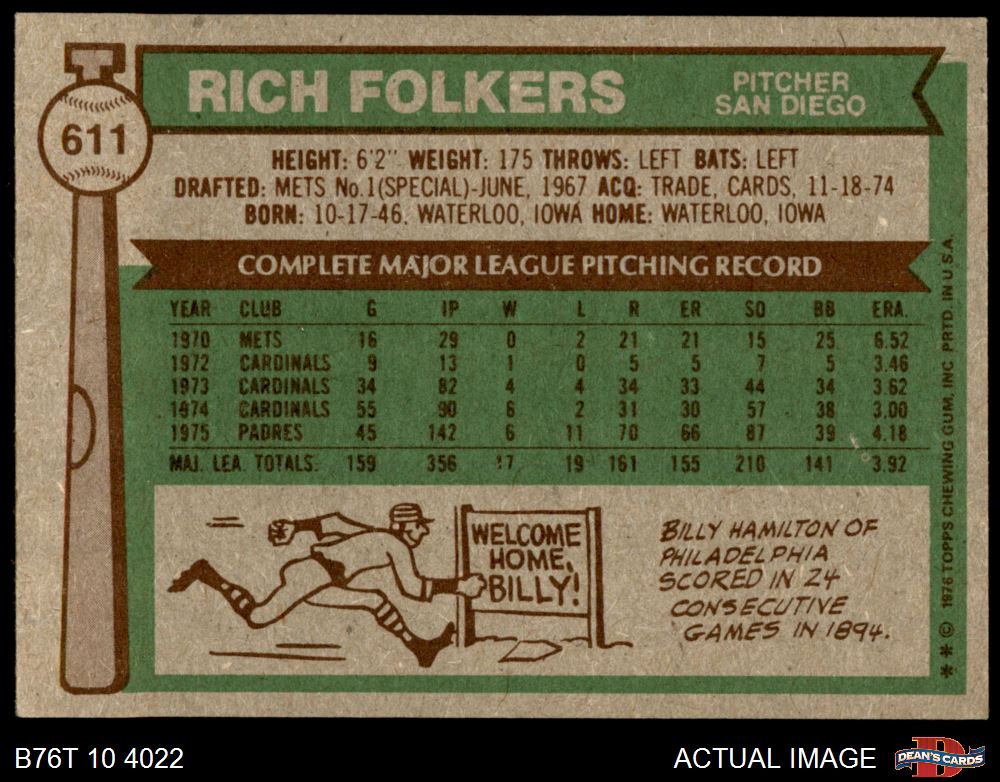 RICH FOLKERS
PITCHER
SAN DIEGO
611
HEIGHT: 6'2" WEIGHT: 175 THROWS: LEFT BATS: LEFT
DRAFTED: METS No.1(SPECIAL)-JUNE, 1967 ACQ: TRADE, CARDS, 11-18-74
BORN: 10-17-46, WATERLOO, IOWA HOME: WATERLOO, IOWA
COMPLETE MAJOR LEAGUE PITCHING RECORD
YEAR CLUB G IP W L R ER SO BB ERA.
1970 METS 16 29 0 2 21 21 15 25 6.52
1972 CARDINALS 9 13 1 0 5 5 7 5 3.46
1973 CARDINALS 34 82 4 4 34 33 44 34 3.62
1974 CARDINALS 55 90 6 2 31 30 57 38 3.00
1975 PADRES 45 142 6 11 70 66 87 39 4.18
MAJ. LEA. TOTALS: 159 356 17 19 161 155 210 141 3.92
WELCOME
HOME,
BILLY!
BILLY HAMILTON OF
PHILADELPHIA
SCORED IN 24
CONSECUTIVE
GAMES IN 1894.
* * © 1976 TOPPS CHEWING GUM, INC. PRTD. IN U.S.A.
B76T 10 4022
ACTUAL IMAGE
D
DEAN'S CARDS